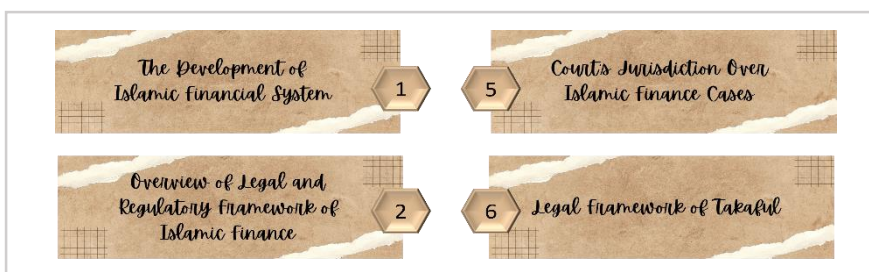 The Development of
Islamic Financial System
1
Overview of Legal and
Regulatory Framework of
Islamic Finance
2
5
Court's Jurisdiction Over
Islamic Finance Cases
6
Legal Framework of Takaful